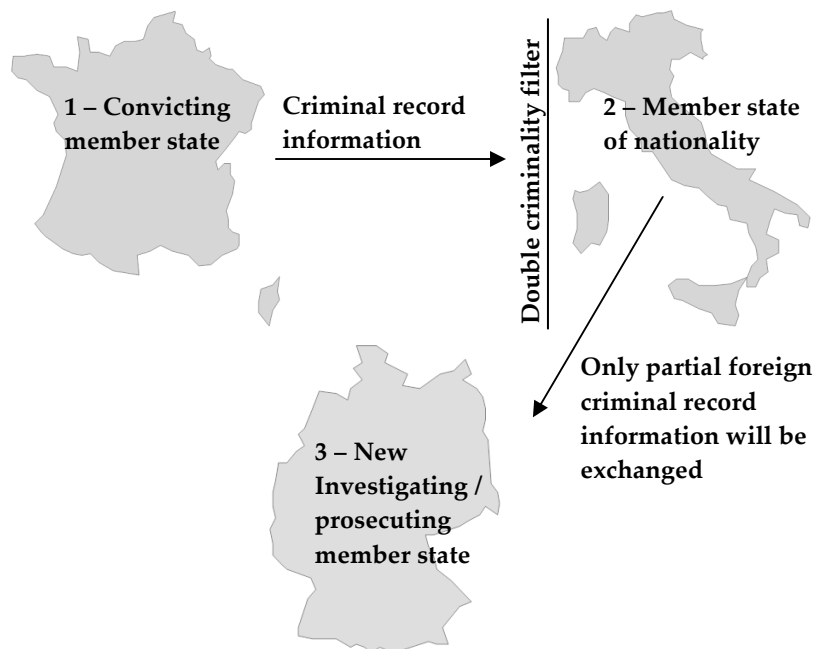 1 – Convicting
member state
Criminal record
information
Double criminality filter
2 – Member state
of nationality
Only partial foreign
criminal record
information will be
exchanged
3 – New
Investigating /
prosecuting
member state